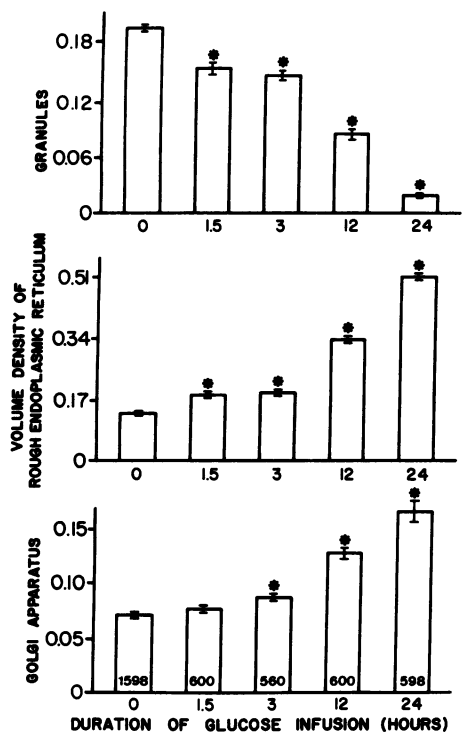 GRANULES
0.18
0.12
0.06
0
0 1.5 3 12 24
VOLUME DENSITY OF
ROUGH ENDOPLASMIC RETICULUM
0.51
0.34
0.17
0
0 1.5 3 12 24
GOLGI APPARATUS
0.15
0.10
0.05
0
1598 600 560 600 598
0 1.5 3 12 24
DURATION OF GLUCOSE INFUSION (HOURS)